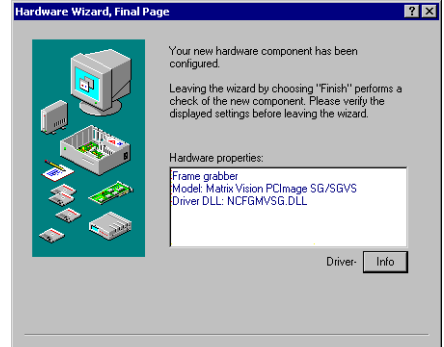 Hardware Wizard, Final Page
Your new hardware component has been
configured.
Leaving the wizard by choosing "Finish" performs a
check of the new component. Please verify the
displayed settings before leaving the wizard.
Hardware properties:
Frame grabber
Model: Matrix Vision PCImage SG/SGVS
Driver DLL: NCFGMVSG.DLL
Driver- Info